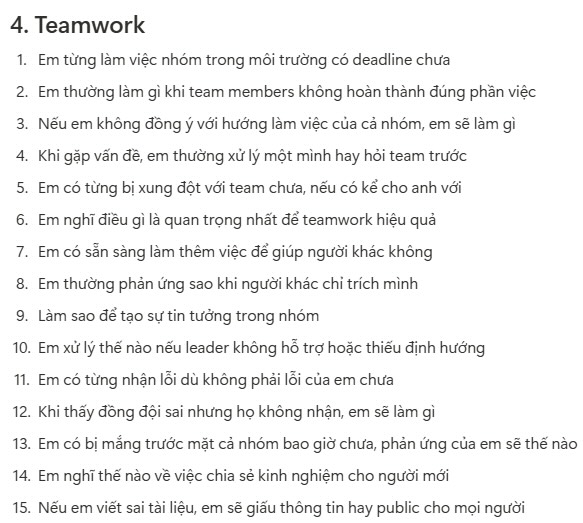 4. Teamwork
1. Em từng làm việc nhóm trong môi trường có deadline chưa
2. Em thường làm gì khi team members không hoàn thành đúng phần việc
3. Nếu em không đồng ý với hướng làm việc của cả nhóm, em sẽ làm gì
4. Khi gặp vấn đề, em thường xử lý một mình hay hỏi team trước
5. Em có từng bị xung đột với team chưa, nếu có kể cho anh với
6. Em nghĩ điều gì là quan trọng nhất để teamwork hiệu quả
7. Em có sẵn sàng làm thêm việc để giúp người khác không
8. Em thường phản ứng sao khi người khác chỉ trích mình
9. Làm sao để tạo sự tin tưởng trong nhóm
10. Em xử lý thế nào nếu leader không hỗ trợ hoặc thiếu định hướng
11. Em có từng nhận lỗi dù không phải lỗi của em chưa
12. Khi thấy đồng đội sai nhưng họ không nhận, em sẽ làm gì
13. Em có bị mắng trước mặt cả nhóm bao giờ chưa, phản ứng của em sẽ thế nào
14. Em nghĩ thế nào về việc chia sẻ kinh nghiệm cho người mới
15. Nếu em viết sai tài liệu, em sẽ giấu thông tin hay public cho mọi người